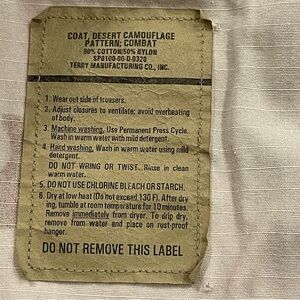 COAT, DESERT CAMOUFLAGE
PATTERN; COMBAT
50% COTTON/50% NYLON
SPO100-00-D-0320
TERRY MANUFACTURING CO., INC.
1. Wear out side of trousers.
2. Adjust closures to ventilate; avoid overheating
of body.
3. Machine washing. Use Permanent Press Cycle.
Wash in warm water with mild detergent.
4. Hand washing, Wash in warm water using mild
detergent.
DO NOT WRING OR TWIST. Rinse in clean
warm water.
5. DO NOT USE CHLORINE BLEACH OR STARCH.
6. Dry at low heat (Do not exceed 130 F). After dry
ing, tumble at room temperature for 10 minutes.
Remove immediately from dryer. To drip dry,
remove from water and place on rust-proof
hanger.
DO NOT REMOVE THIS LABEL